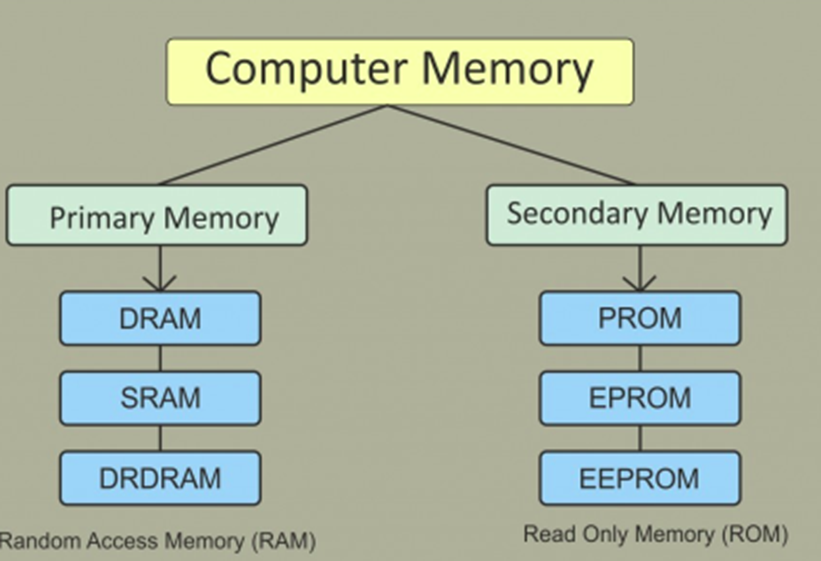 Computer Memory
Primary Memory
Secondary Memory
DRAM
PROM
SRAM
EPROM
DRDRAM
EEPROM
Random Access Memory (RAM)
Read Only Memory (ROM)